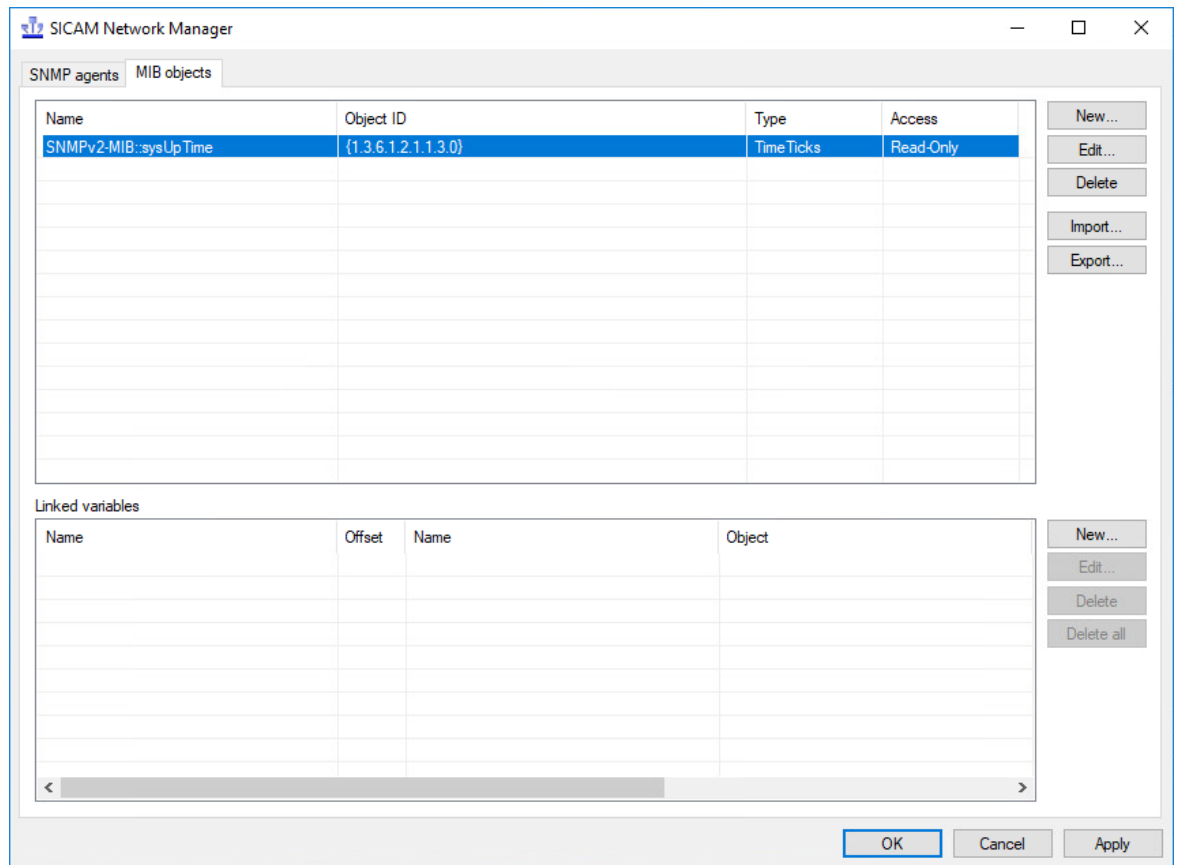 SICAM Network Manager
SNMP agents MIB objects
Name Object ID Type Access
SNMPv2-MIB::sysUpTime {1.3.6.1.2.1.1.3.0} TimeTicks Read-Only
New...
Edit...
Delete
Import...
Export...
Linked variables
Name Offset Name Object
New...
Edit...
Delete
Delete all
OK Cancel Apply